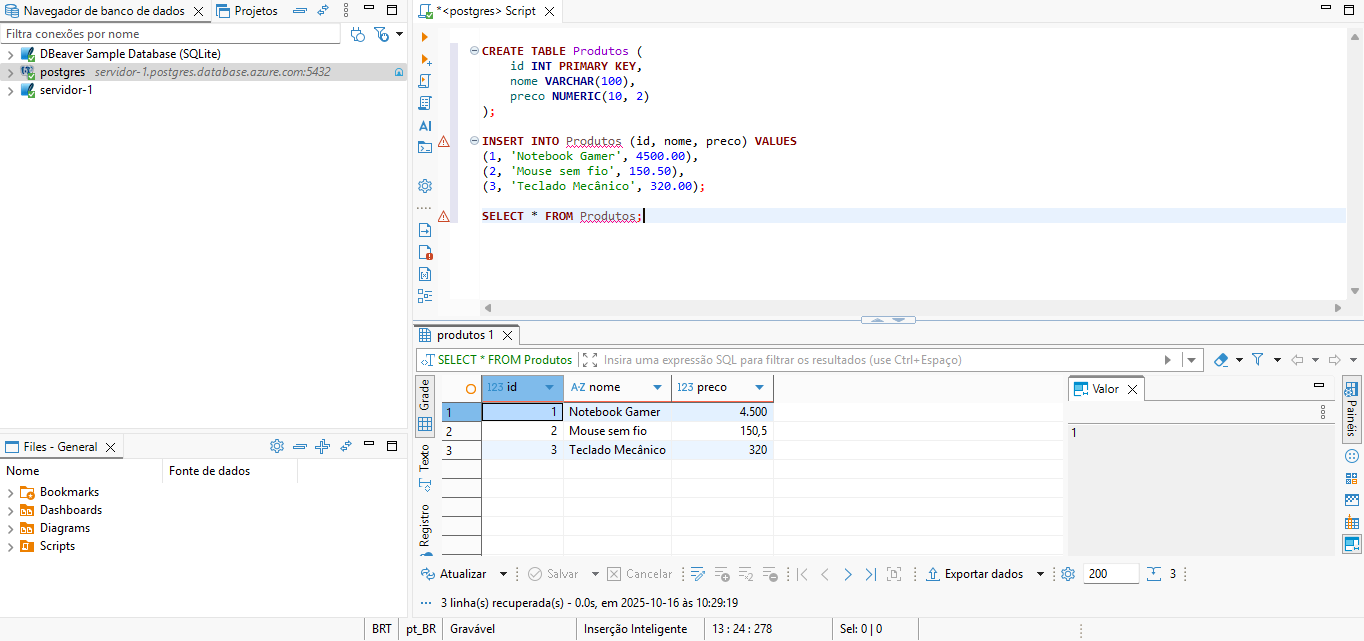 Navegador de banco de dados
Projetos
Filtra conexões por nome
DBeaver Sample Database (SQLite)
postgres servidor-1.postgres.database.azure.com:5432
servidor-1
Files - General
Nome Fonte de dados
Bookmarks
Dashboards
Diagrams
Scripts
*<postgres> Script
AI
CREATE TABLE Produtos (
id INT PRIMARY KEY,
nome VARCHAR(100),
preco NUMERIC(10, 2)
);
INSERT INTO Produtos (id, nome, preco) VALUES
(1, 'Notebook Gamer', 4500.00),
(2, 'Mouse sem fio', 150.50),
(3, 'Teclado Mecânico', 320.00);
SELECT * FROM Produtos;
produtos 1
SELECT * FROM Produtos Insira uma expressão SQL para filtrar os resultados (use Ctrl+Espaço)
Grade
Texto
Registro
123 id A-Z nome 123 preco
1 1 Notebook Gamer 4.500
2 2 Mouse sem fio 150,5
3 3 Teclado Mecânico 320
Valor
1
Painéis
Atualizar Salvar Cancelar Exportar dados 200 3
3 linha(s) recuperada(s) - 0.0s, em 2025-10-16 às 10:29:19
BRT pt_BR Gravável Inserção Inteligente 13 : 24 : 278 Sel: 0 | 0